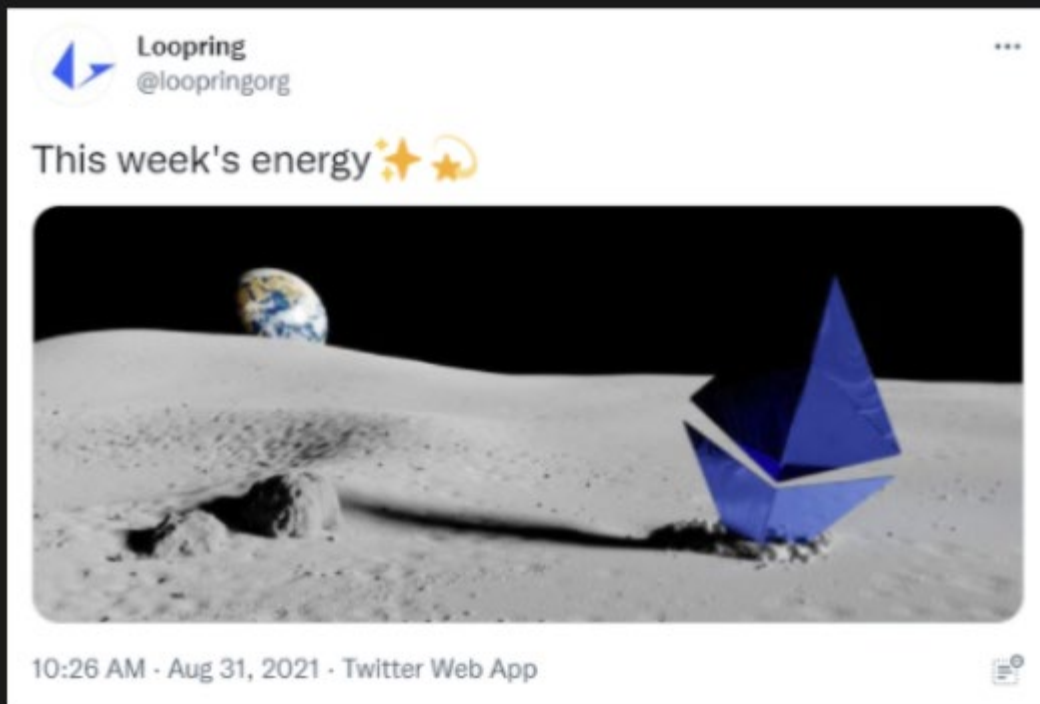 Loopring
@loopringorg
This week's energy✨💫
10:26 AM · Aug 31, 2021 · Twitter Web App